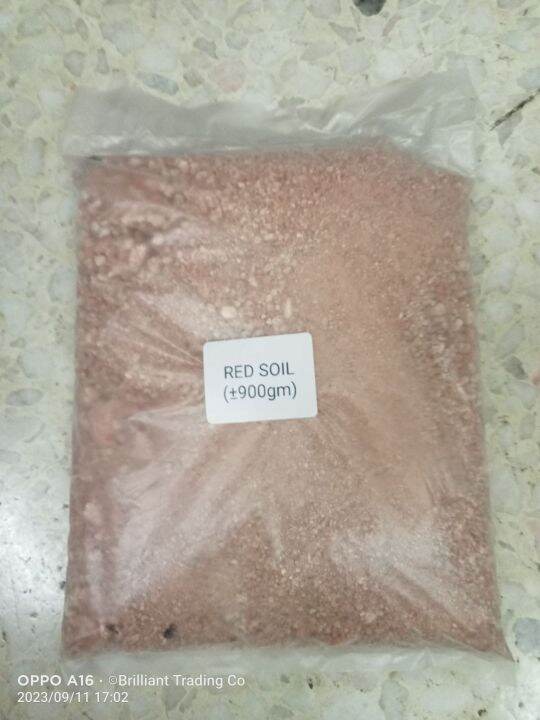 RED SOIL
(±900gm)
OPPO A16 • ©Brilliant Trading Co
2023/09/11 17:02